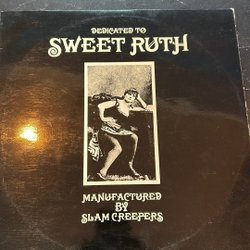 DEDICATED TO
SWEET RUTH
MANUFACTURED
BY
SLAM CREEPERS